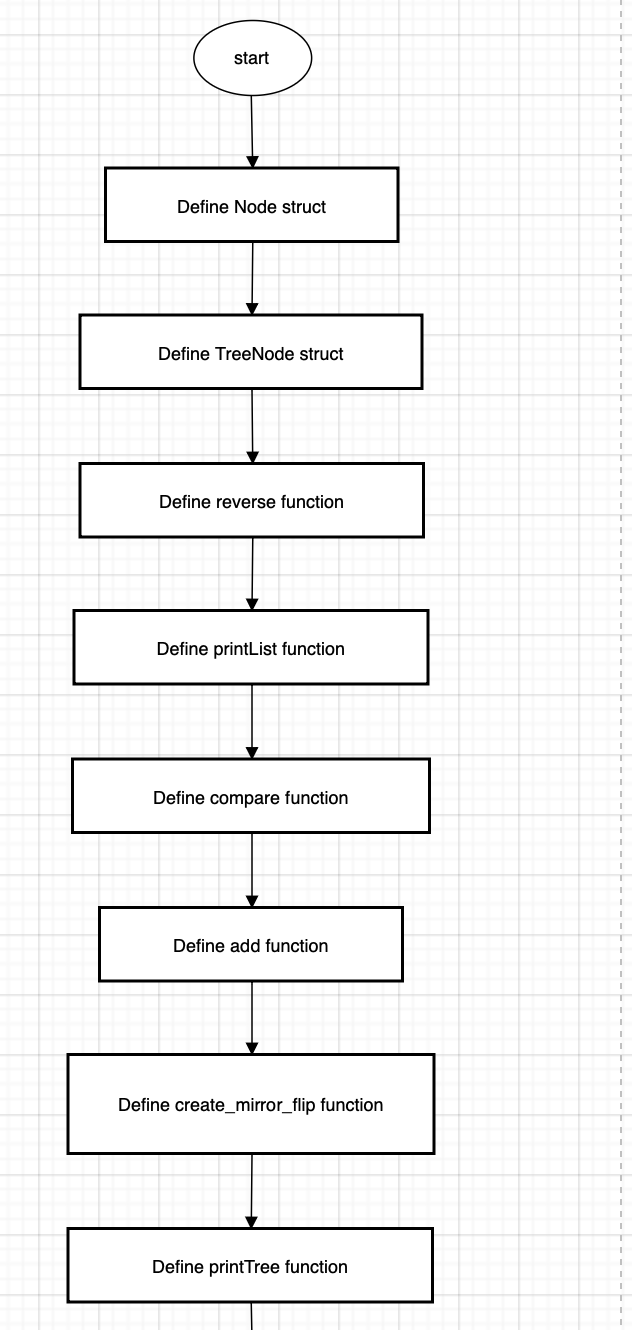 start
Define Node struct
Define TreeNode struct
Define reverse function
Define printList function
Define compare function
Define add function
Define create_mirror_flip function
Define printTree function